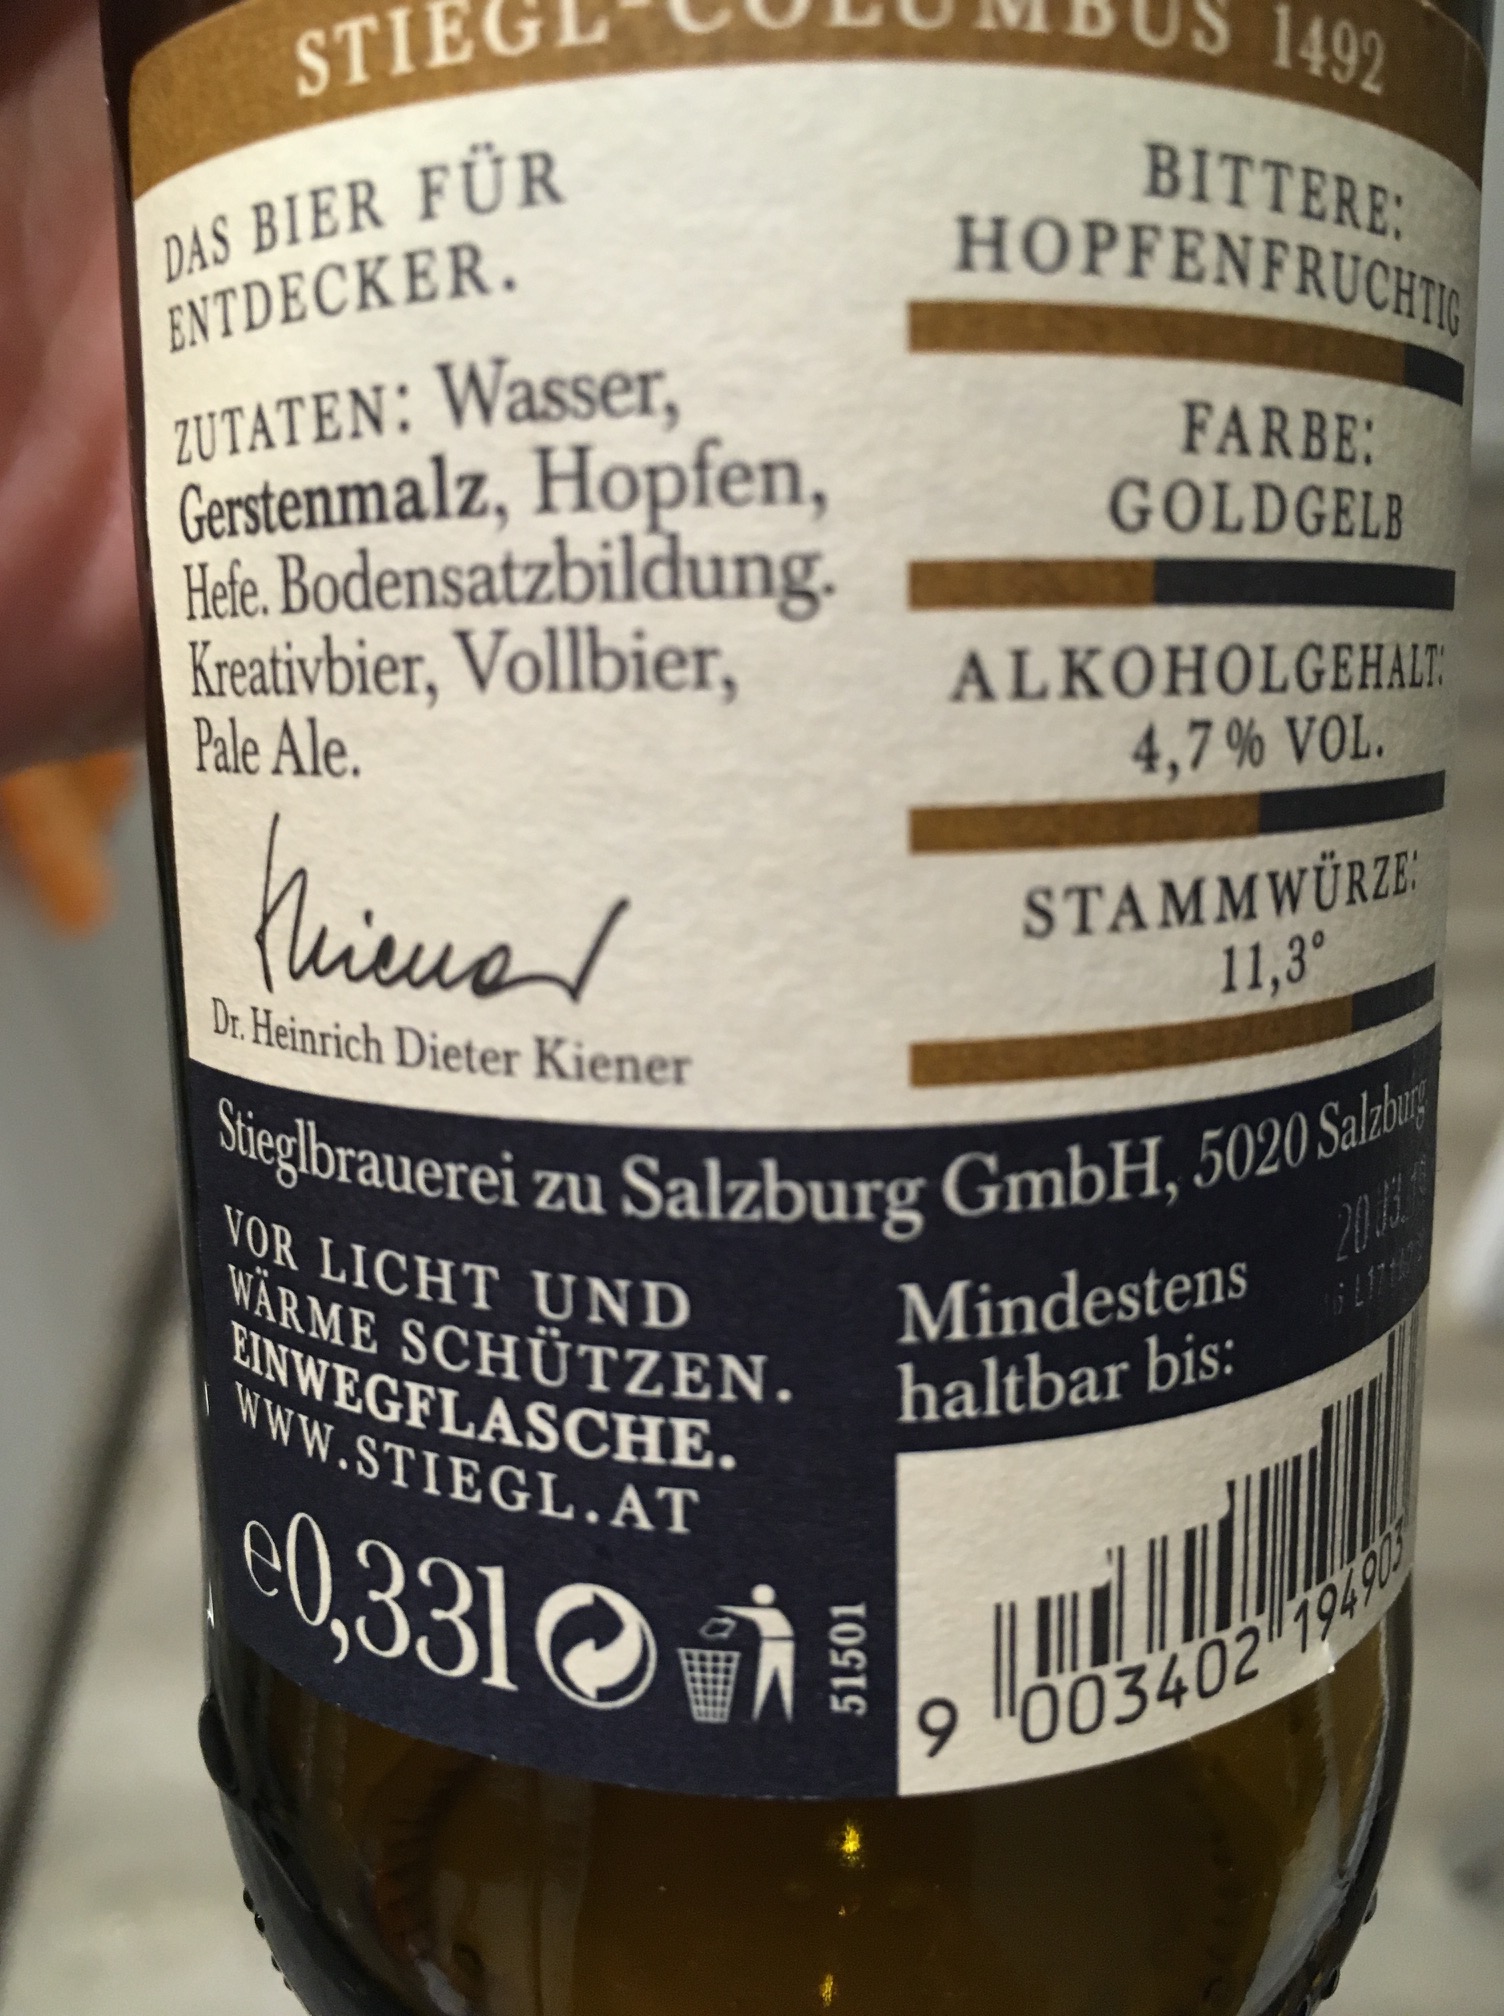 STIEGL-COLUMBUS 1492
DAS BIER FÜR
ENTDECKER.
ZUTATEN: Wasser,
Gerstenmalz, Hopfen,
Hefe. Bodensatzbildung.
Kreativbier, Vollbier,
Pale Ale.
Kiener
Dr. Heinrich Dieter Kiener
BITTERE:
HOPFENFRUCHTIG
FARBE:
GOLDGELB
ALKOHOLGEHALT:
4,7% VOL.
STAMMWÜRZE:
11,3°
Stieglbrauerei zu Salzburg GmbH, 5020 Salzburg
VOR LICHT UND
WÄRME SCHÜTZEN.
EINWEGFLASCHE.
WWW.STIEGL.AT
e0,33l
51501
Mindestens
haltbar bis:
9 003402 194903